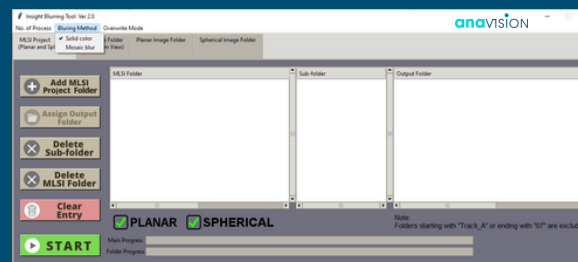 Insight Blurring Tool Ver 2.0
anavision
No. of Process Bluring Method Overwrite Mode
Solid color
Mosaic blur
MLSI Project
(Planar and Sp
Folder
m View)
Planar Image Folder
Spherical Image Folder
MLSI Folder
Sub-folder
Output Folder
Add MLSI
Project Folder
Assign Output
Folder
Delete
Sub-folder
Delete
MLSI Folder
Clear
Entry
START
PLANAR
SPHERICAL
Note:
Folders starting with "Track_A" or ending with "07" are exclu
Main Progress
Folder Progress